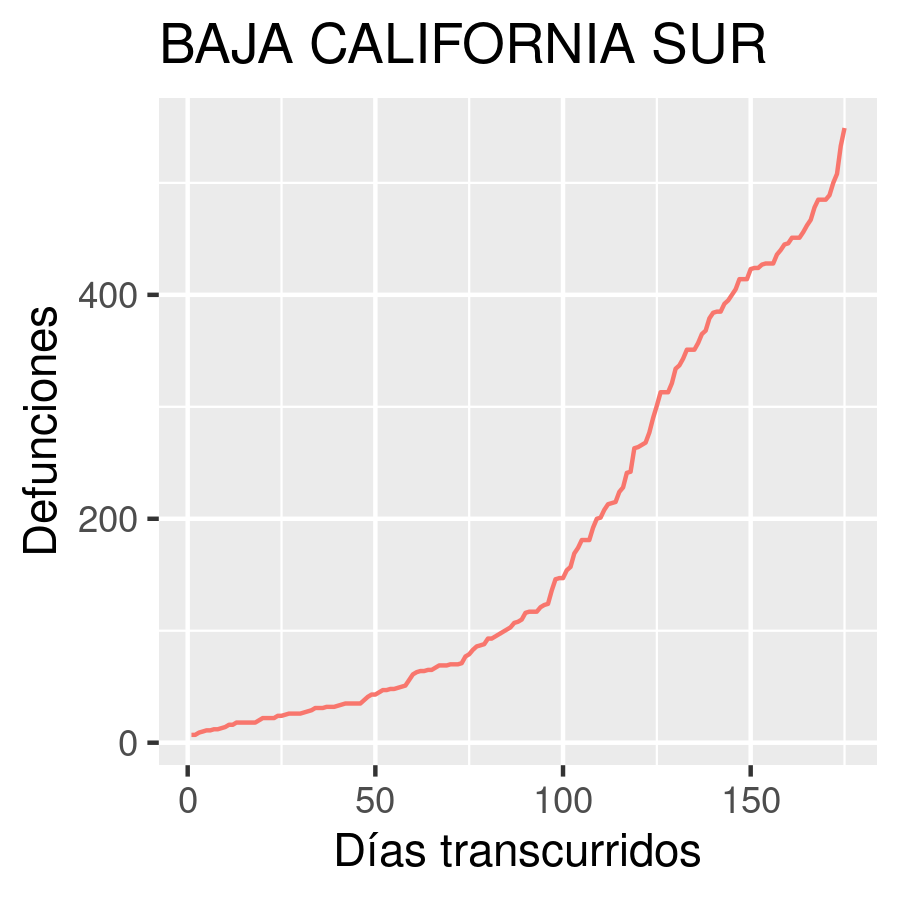 BAJA CALIFORNIA SUR
Defunciones
400
200
0
0 50 100 150
Días transcurridos